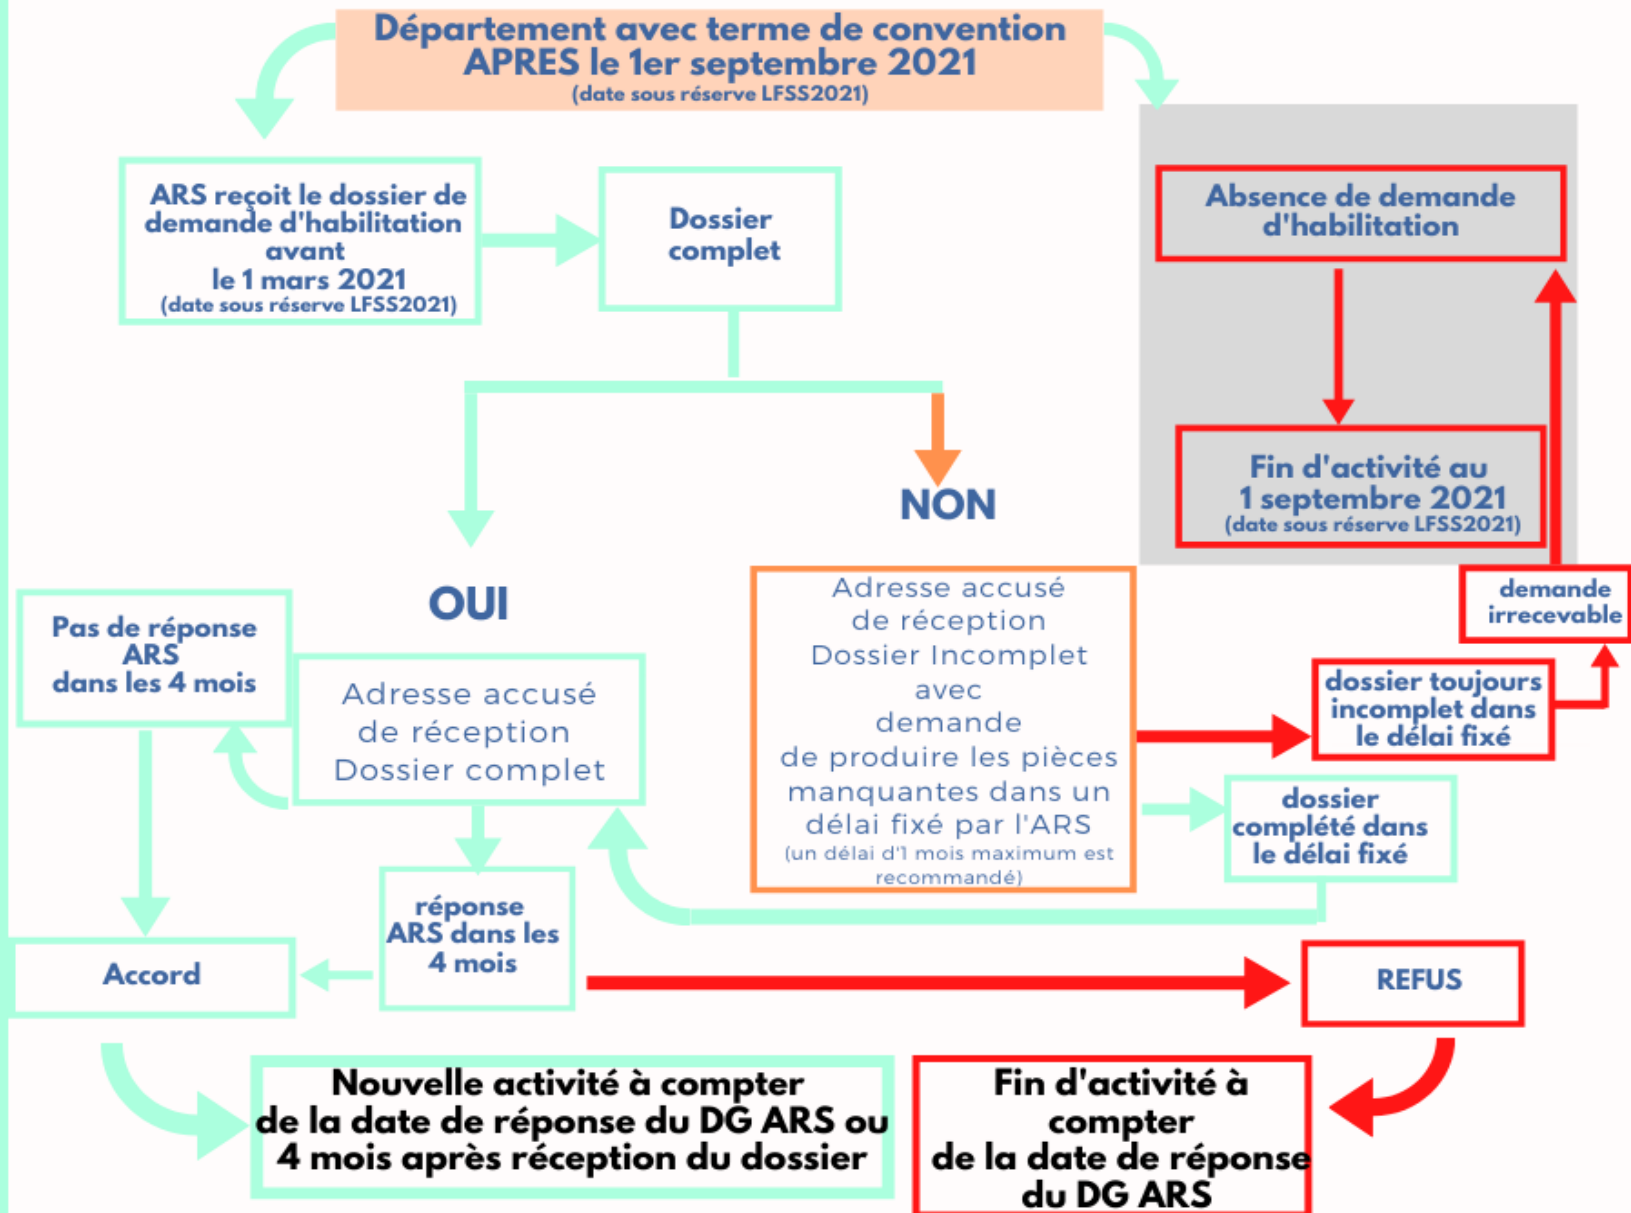 Département avec terme de convention
APRES le 1er septembre 2021
(date sous réserve LFSS2021)
ARS reçoit le dossier de
demande d'habilitation
avant
le 1 mars 2021
(date sous réserve LFSS2021)
Dossier
complet
Absence de demande
d'habilitation
Fin d'activité au
1 septembre 2021
(date sous réserve LFSS2021)
NON
OUI
demande
irrecevable
Pas de réponse
ARS
dans les 4 mois
Adresse accusé
de réception
Dossier complet
Adresse accusé
de réception
Dossier Incomplet
avec
demande
de produire les pièces
manquantes dans un
délai fixé par l'ARS
(un délai d'1 mois maximum est
recommandé)
dossier toujours
incomplet dans
le délai fixé
dossier
complété dans
le délai fixé
réponse
ARS dans les
4 mois
Accord
REFUS
Nouvelle activité à compter
de la date de réponse du DG ARS ou
4 mois après réception du dossier
Fin d'activité à
compter
de la date de réponse
du DG ARS